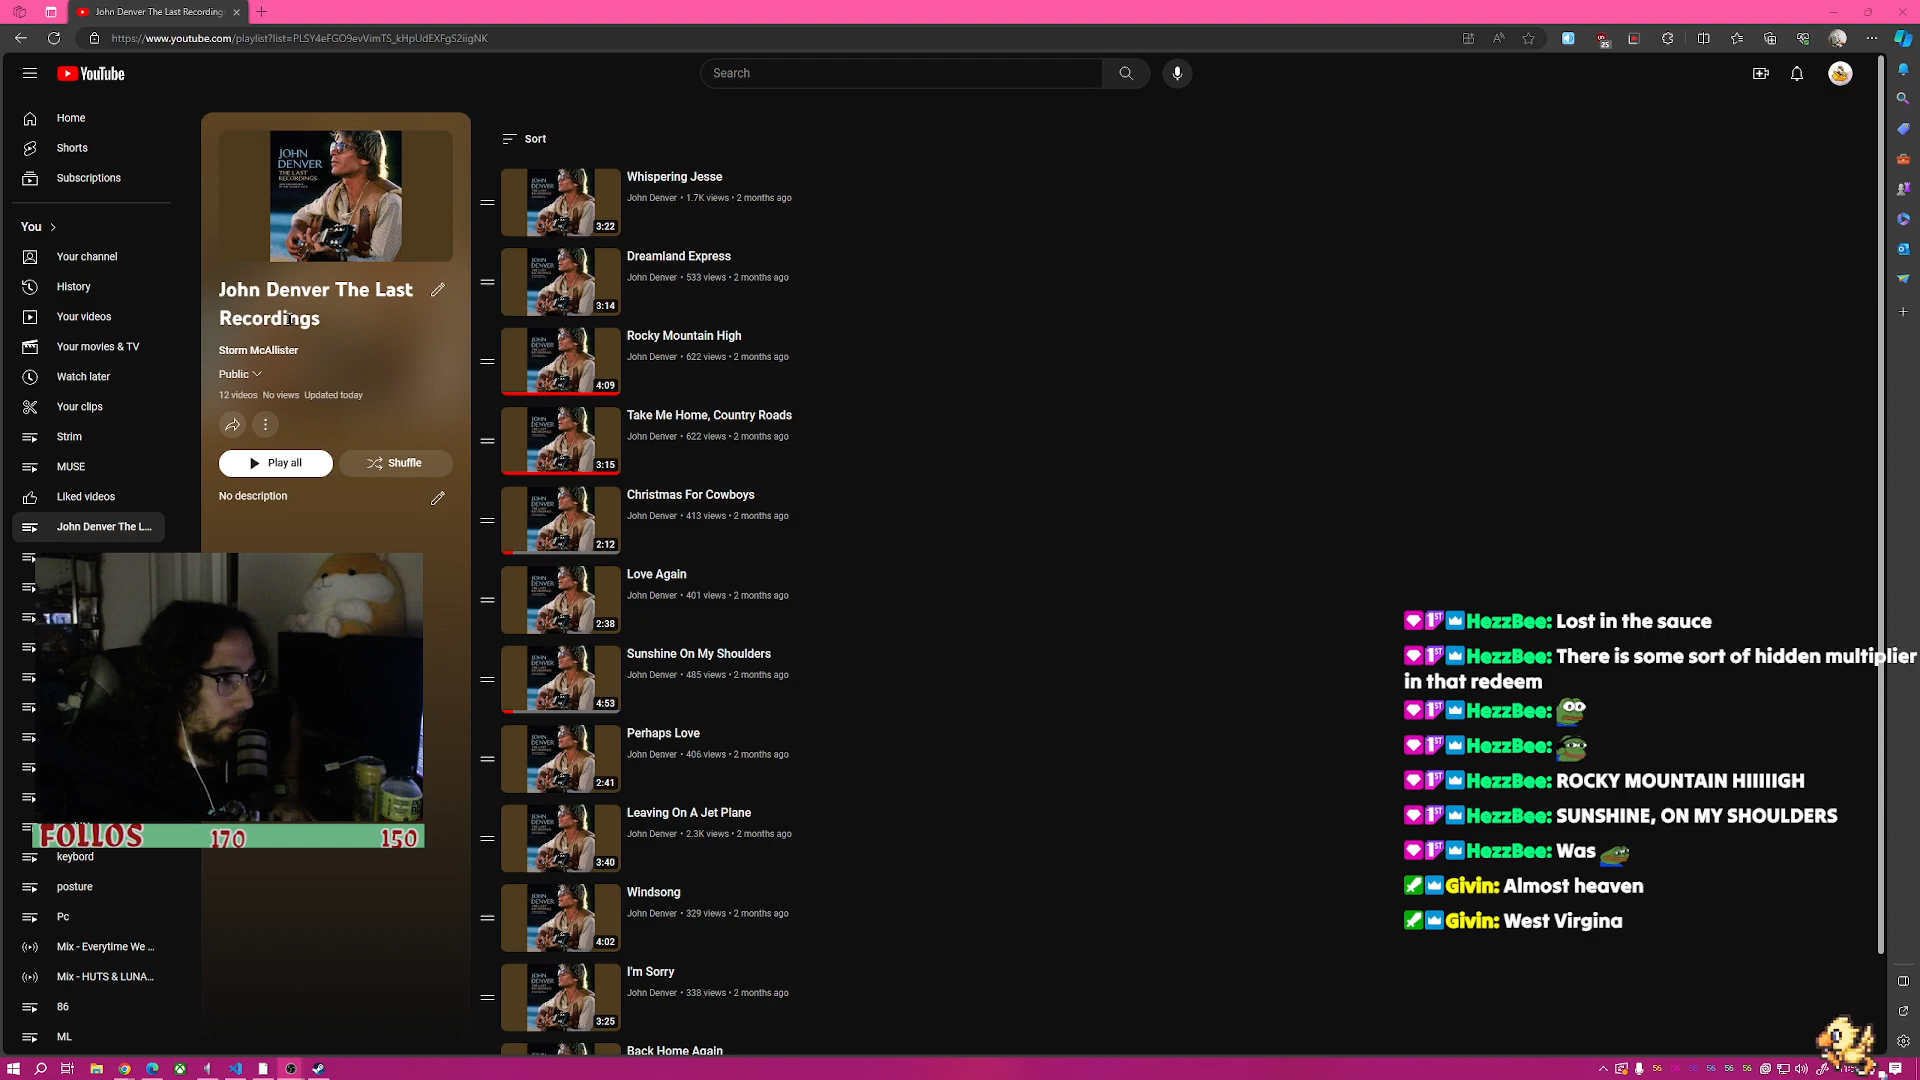 John Denver The Last Recordings
https://www.youtube.com/playlist?list=PLSY4eFGO9evVimTS_kHpUdEXFgS2iigNK
25
YouTube
Search
Home
Shorts
Subscriptions
You
Your channel
History
Your videos
Your movies & TV
Watch later
Your clips
Strim
MUSE
Liked videos
John Denver The L...
keybord
posture
Pc
Mix - Everytime We ...
Mix - HUTS & LUNA...
86
ML
JOHN
DENVER
THE LAST
RECORDINGS
John Denver The Last
Recordings
Storm McAllister
Public
12 videos No views Updated today
Play all
Shuffle
No description
FOLLOS 170 150
Sort
Whispering Jesse
John Denver • 1.7K views • 2 months ago
3:22
Dreamland Express
John Denver • 533 views • 2 months ago
3:14
Rocky Mountain High
John Denver • 622 views • 2 months ago
4:09
Take Me Home, Country Roads
John Denver • 622 views • 2 months ago
3:15
Christmas For Cowboys
John Denver • 413 views • 2 months ago
2:12
Love Again
John Denver • 401 views • 2 months ago
2:38
Sunshine On My Shoulders
John Denver • 485 views • 2 months ago
4:53
Perhaps Love
John Denver • 406 views • 2 months ago
2:41
Leaving On A Jet Plane
John Denver • 2.3K views • 2 months ago
3:40
Windsong
John Denver • 329 views • 2 months ago
4:02
I'm Sorry
John Denver • 338 views • 2 months ago
3:25
Back Home Again
HezzBee: Lost in the sauce
HezzBee: There is some sort of hidden multiplier
in that redeem
HezzBee:
HezzBee:
HezzBee: ROCKY MOUNTAIN HIIIIIGH
HezzBee: SUNSHINE, ON MY SHOULDERS
HezzBee: Was
Givin: Almost heaven
Givin: West Virgina